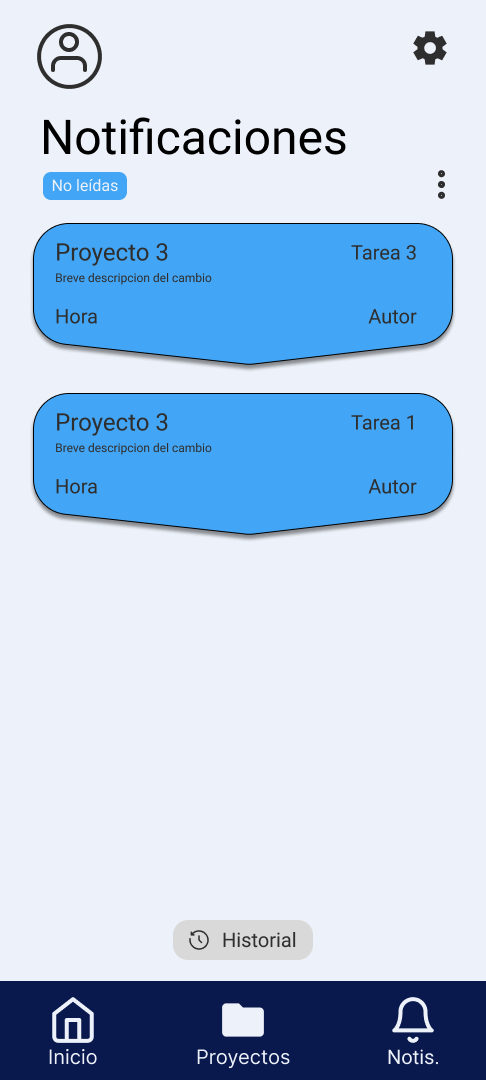 Notificaciones
No leídas
Proyecto 3 Tarea 3
Breve descripcion del cambio
Hora Autor
Proyecto 3 Tarea 1
Breve descripcion del cambio
Hora Autor
Historial
Inicio Proyectos Notis.